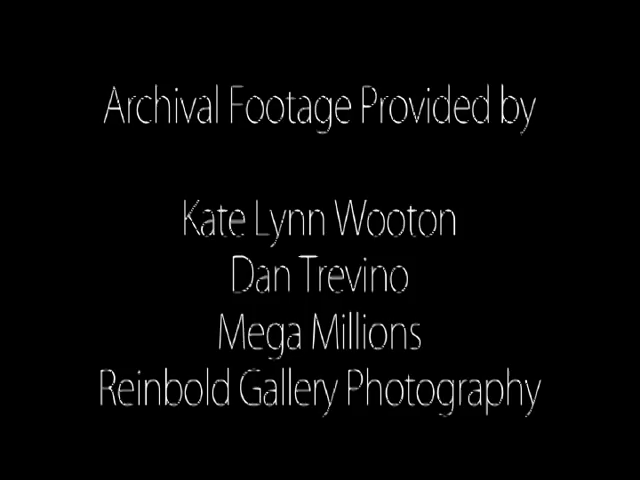 Archival Footage Provided by
Kate Lynn Wooton
Dan Trevino
Mega Millions
Reinbold Gallery Photography